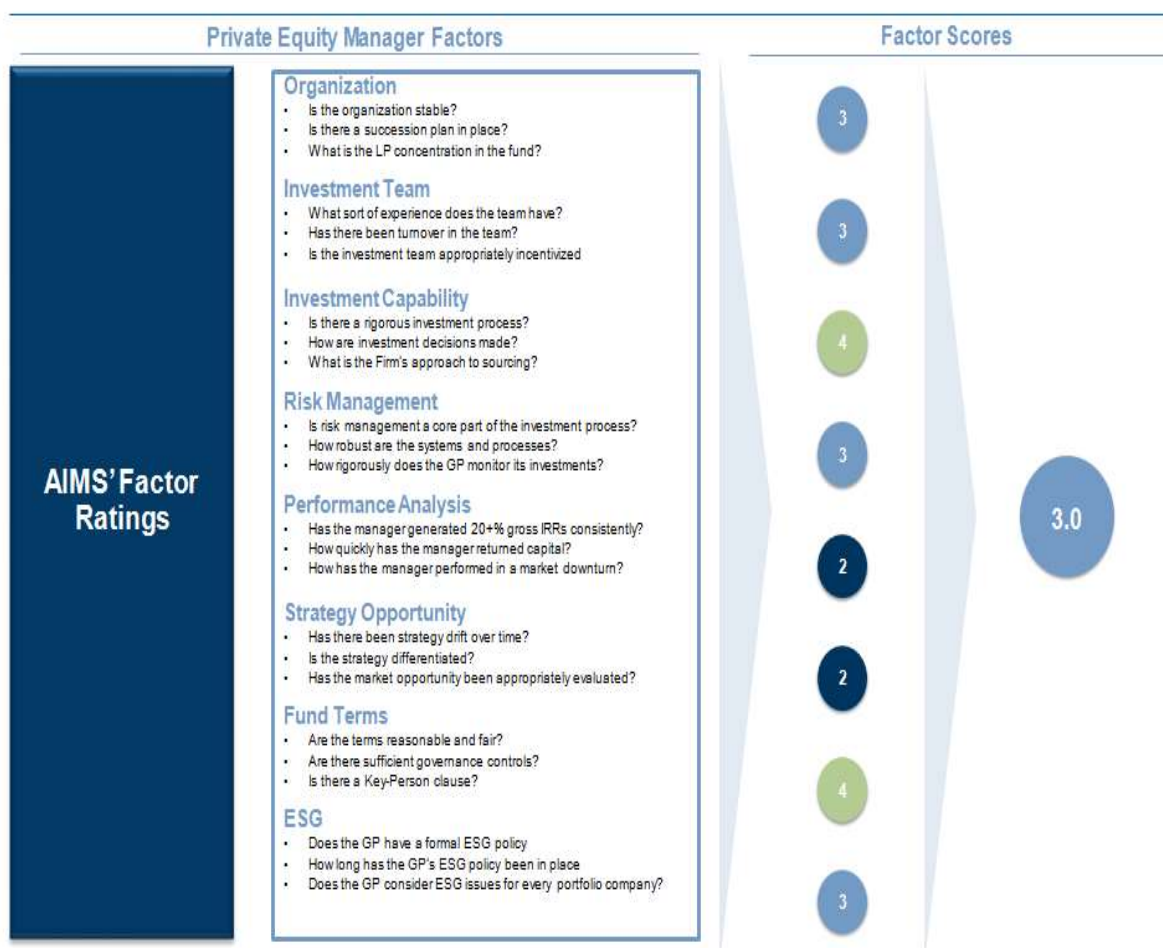 Private Equity Manager Factors
Factor Scores
AIMS' Factor
Ratings
Organization
• Is the organization stable?
• Is there a succession plan in place?
• What is the LP concentration in the fund?
Investment Team
• What sort of experience does the team have?
• Has there been turnover in the team?
• Is the investment team appropriately incentivized
Investment Capability
• Is there a rigorous investment process?
• How are investment decisions made?
• What is the Firm's approach to sourcing?
Risk Management
• Is risk management a core part of the investment process?
• How robust are the systems and processes?
• How rigorously does the GP monitor its investments?
Performance Analysis
• Has the manager generated 20+% gross IRRs consistently?
• How quickly has the manager returned capital?
• How has the manager performed in a market downturn?
Strategy Opportunity
• Has there been strategy drift over time?
• Is the strategy differentiated?
• Has the market opportunity been appropriately evaluated?
Fund Terms
• Are the terms reasonable and fair?
• Are there sufficient governance controls?
• Is there a Key-Person clause?
ESG
• Does the GP have a formal ESG policy
• How long has the GP's ESG policy been in place
• Does the GP consider ESG issues for every portfolio company?
3
3
4
3
2
2
4
3
3.0